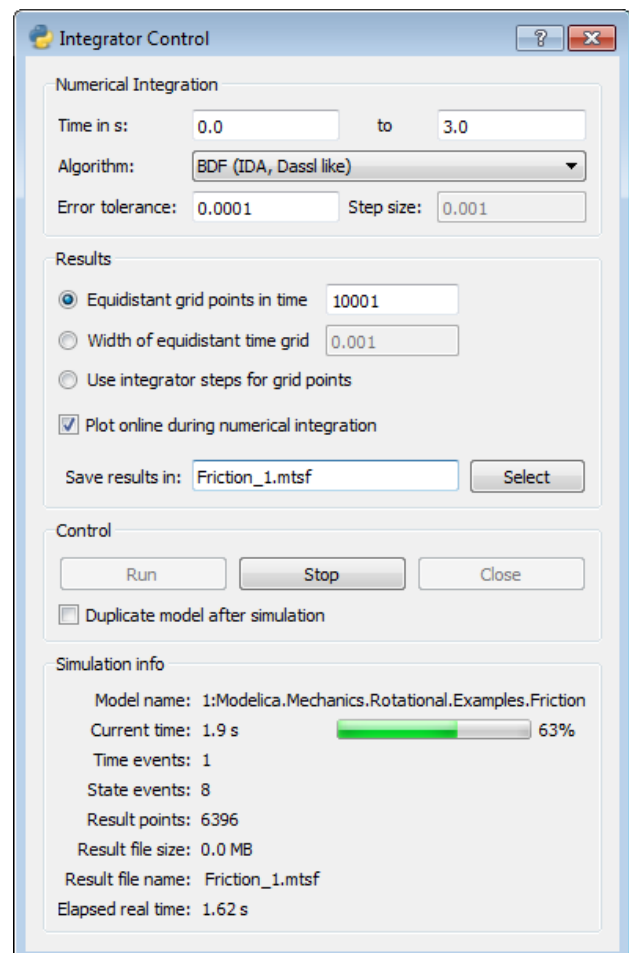 Integrator Control
Numerical Integration
Time in s: 0.0 to 3.0
Algorithm: BDF (IDA, Dassl like)
Error tolerance: 0.0001 Step size: 0.001
Results
Equidistant grid points in time 10001
Width of equidistant time grid 0.001
Use integrator steps for grid points
Plot online during numerical integration
Save results in: Friction_1.mtsf Select
Control
Run Stop Close
Duplicate model after simulation
Simulation info
Model name: 1:Modelica.Mechanics.Rotational.Examples.Friction
Current time: 1.9 s 63%
Time events: 1
State events: 8
Result points: 6396
Result file size: 0.0 MB
Result file name: Friction_1.mtsf
Elapsed real time: 1.62 s